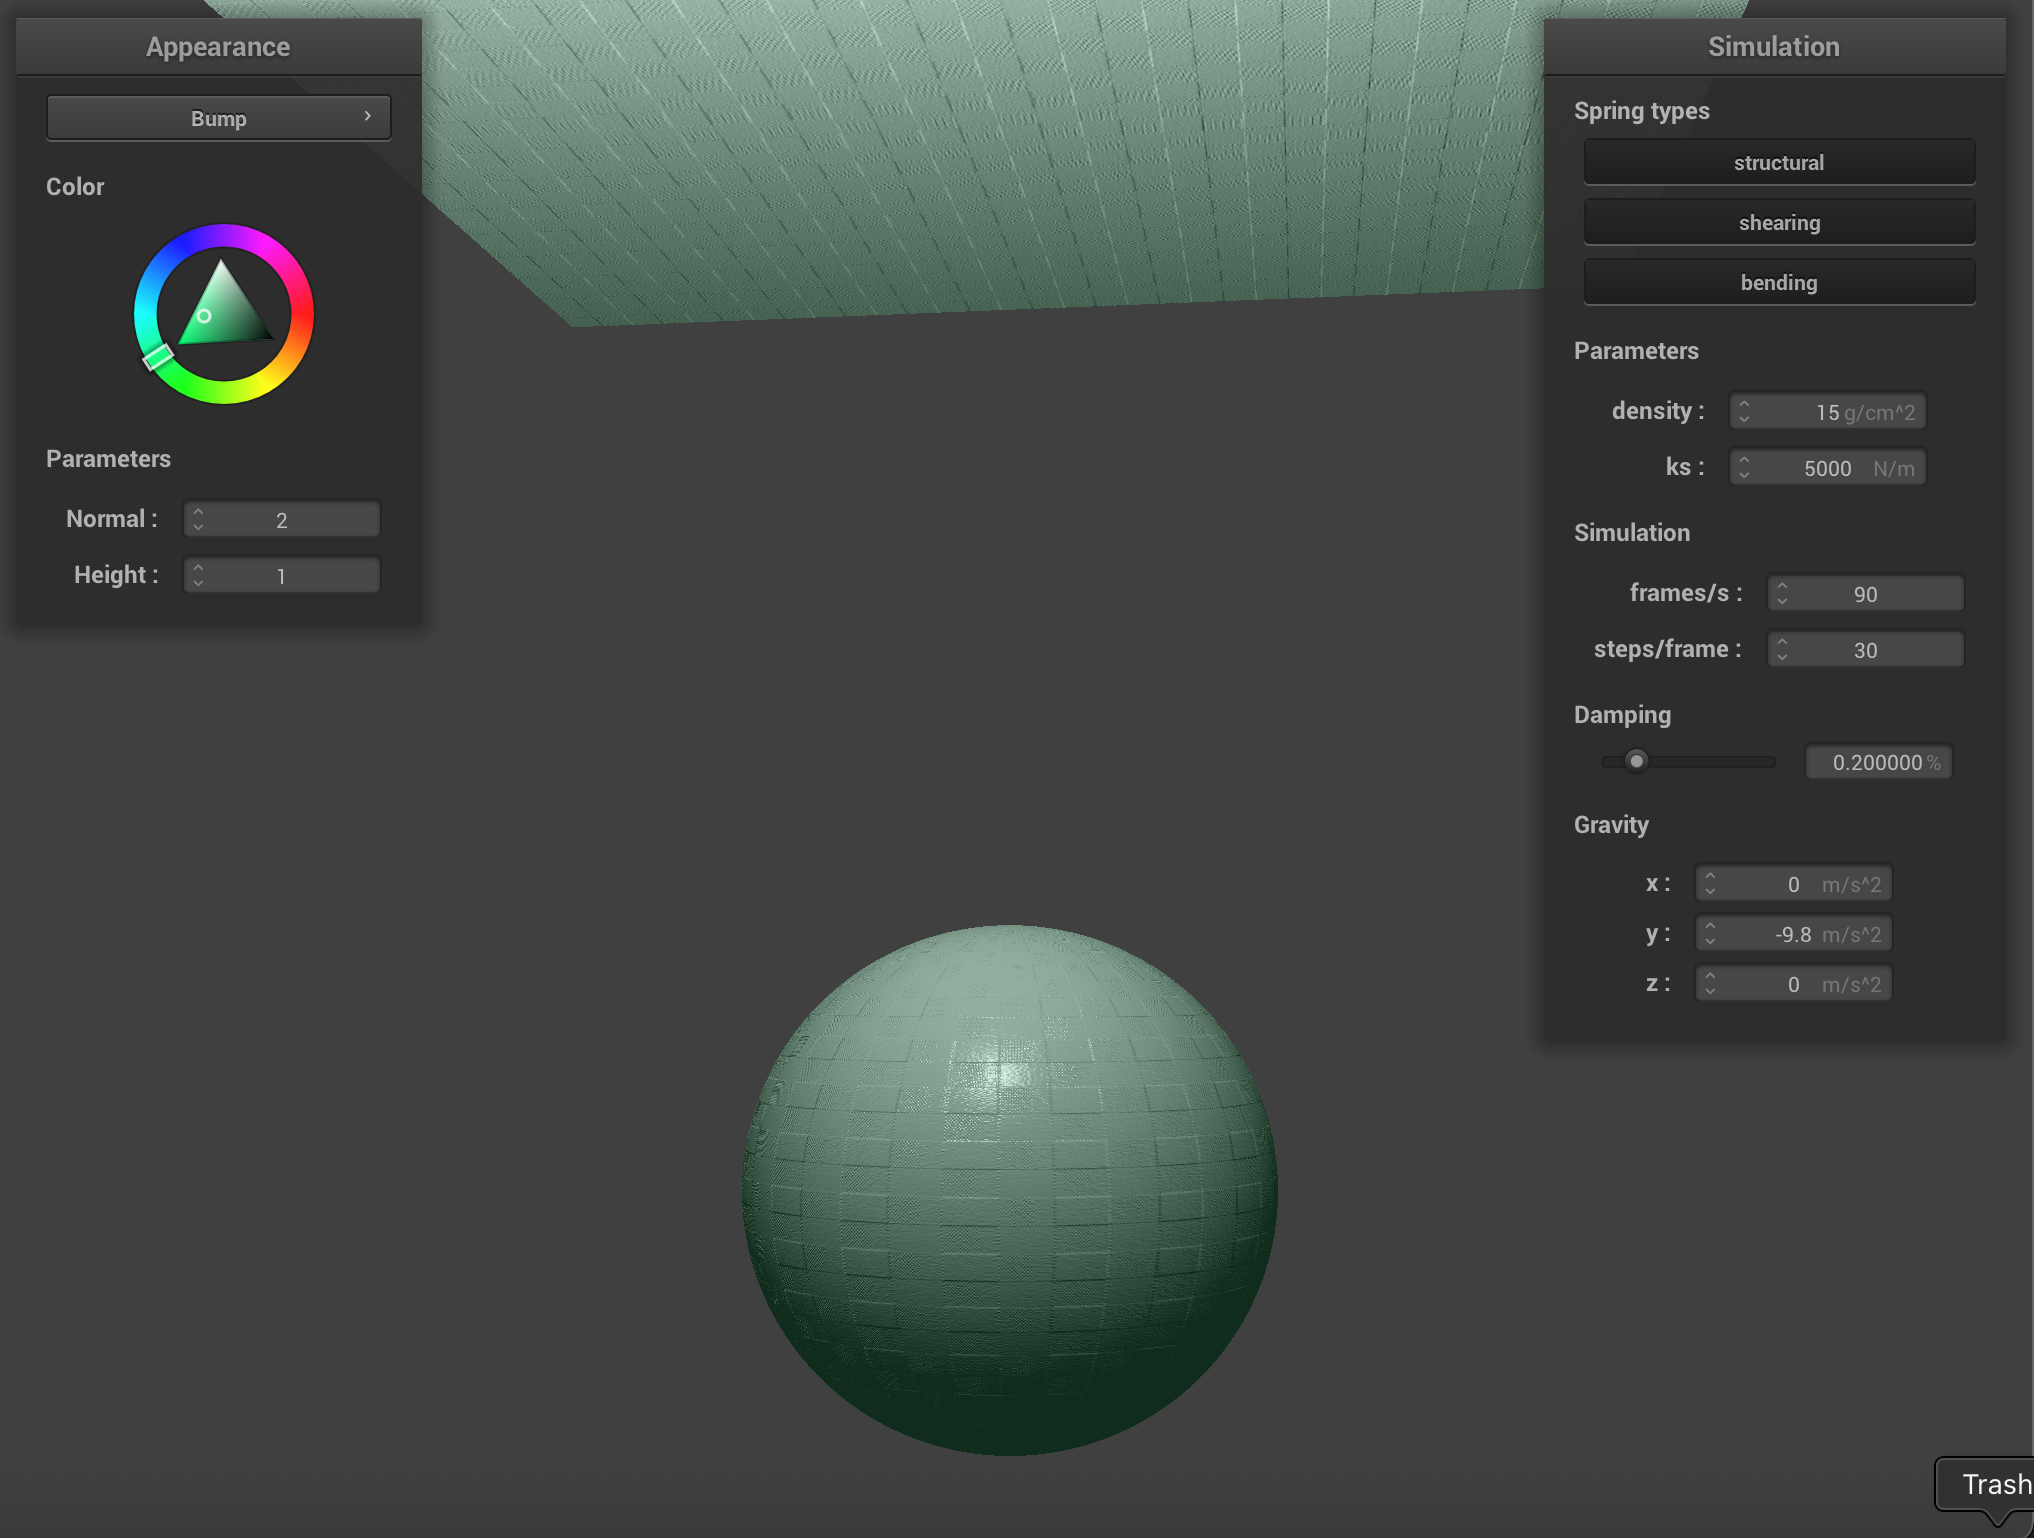 Appearance
Bump
Color
Parameters
Normal : 2
Height : 1
Simulation
Spring types
structural
shearing
bending
Parameters
density : 15 g/cm^2
ks : 5000 N/m
Simulation
frames/s : 90
steps/frame : 30
Damping
0.200000 %
Gravity
x : 0 m/s^2
y : -9.8 m/s^2
z : 0 m/s^2
Trash